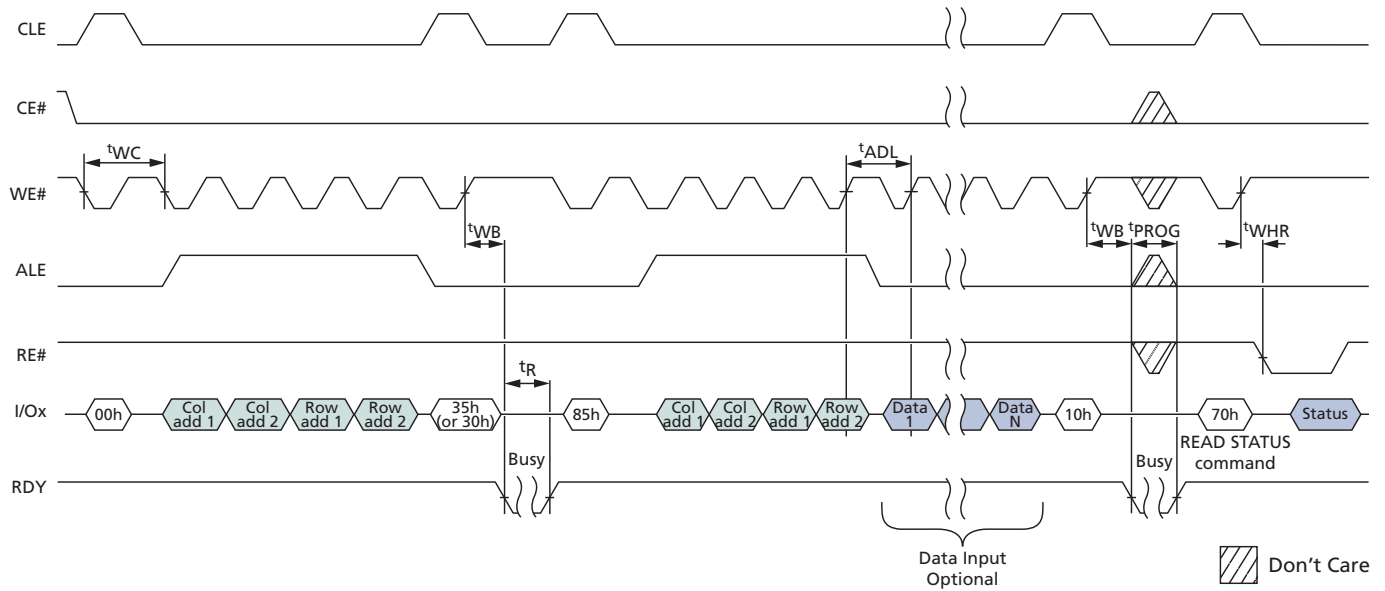 CLE
CE#
tWC
tADL
WE#
tWB
tWB
tPROG
tWHR
ALE
RE#
tR
I/Ox
00h
Col
add 1
Col
add 2
Row
add 1
Row
add 2
35h
(or 30h)
85h
Col
add 1
Col
add 2
Row
add 1
Row
add 2
Data
1
Data
N
10h
70h
Status
READ STATUS
command
Busy
Busy
RDY
Data Input
Optional
Don't Care